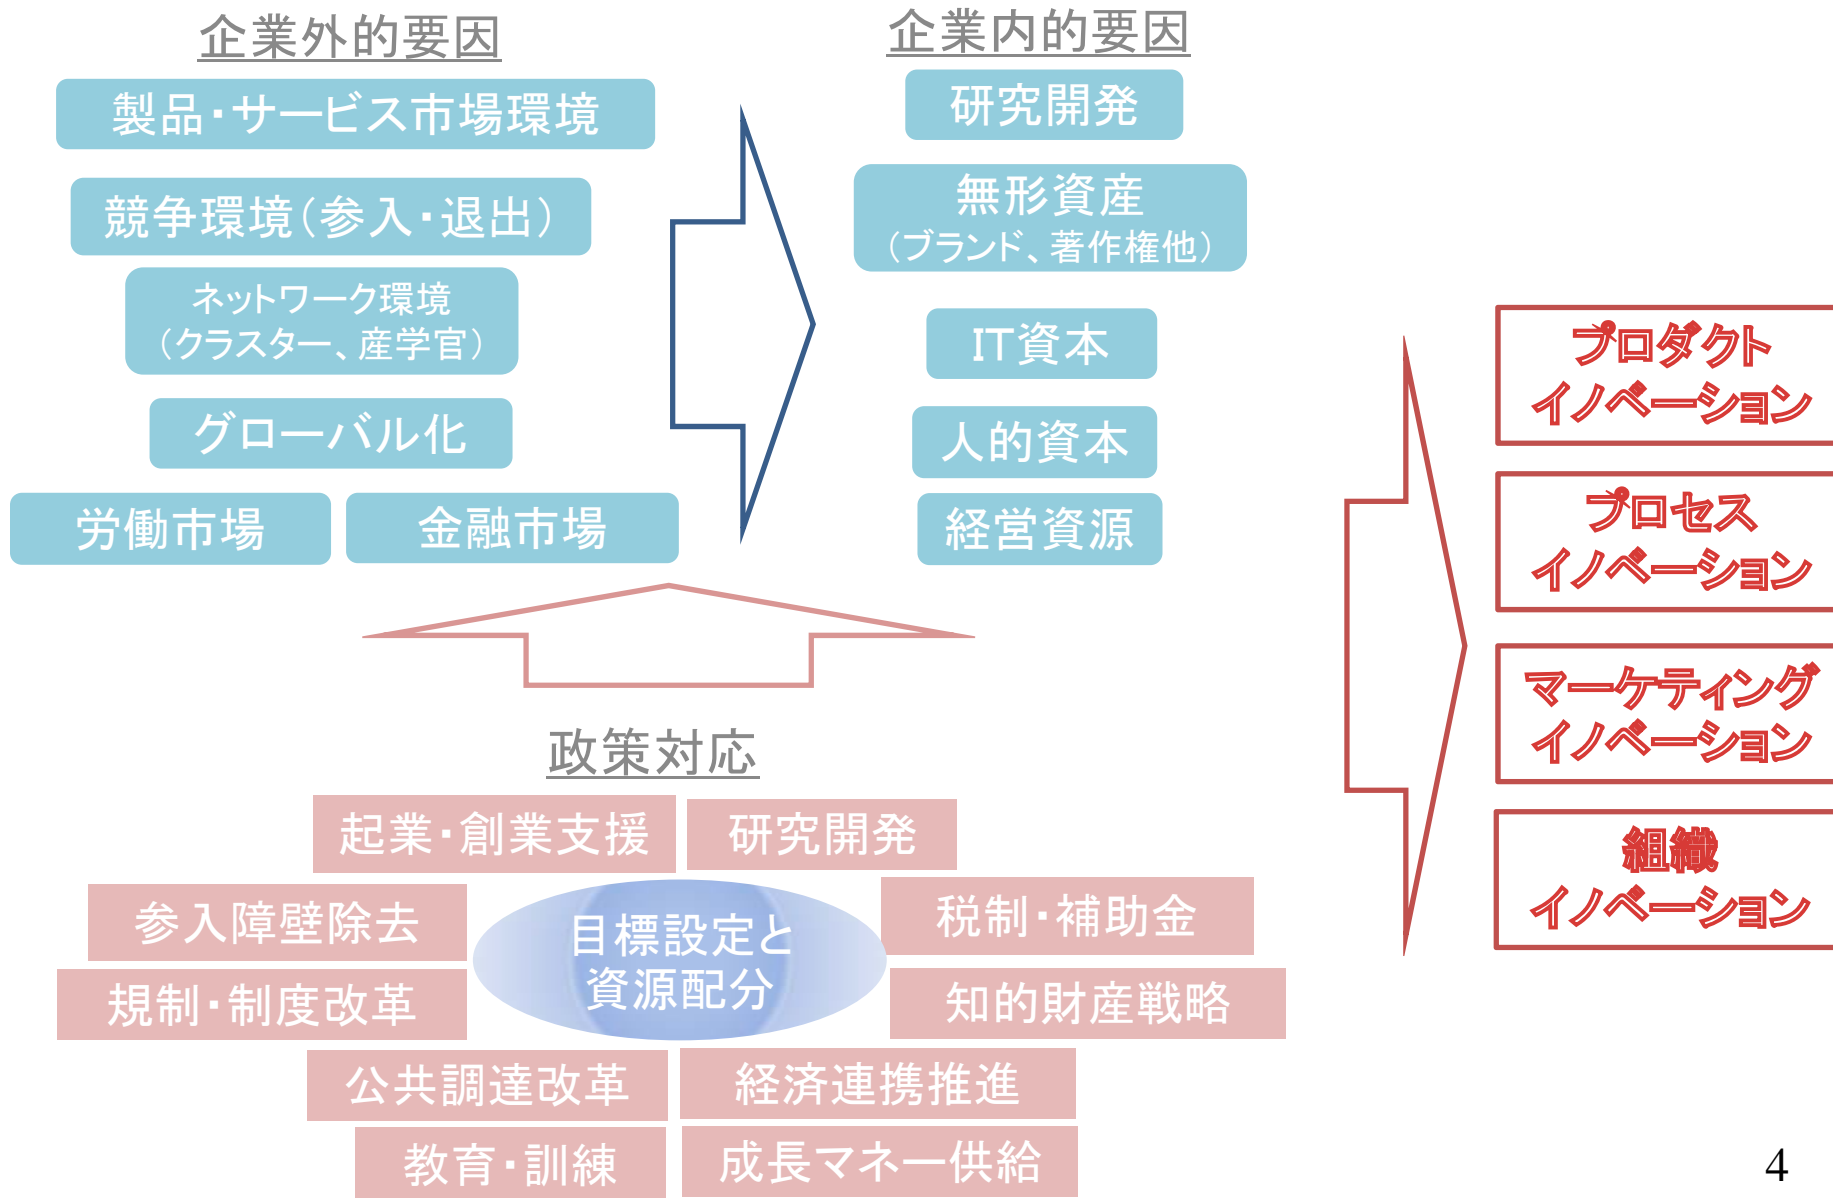 企業外的要因
製品・サービス市場環境
競争環境（参入・退出）
ネットワーク環境
（クラスター、産学官）
グローバル化
労働市場
金融市場
企業内的要因
研究開発
無形資産
（ブランド、著作権他）
IT資本
人的資本
経営資源
プロダクト
イノベーション
プロセス
イノベーション
マーケティング
イノベーション
組織
イノベーション
政策対応
起業・創業支援
研究開発
参入障壁除去
税制・補助金
目標設定と
資源配分
規制・制度改革
知的財産戦略
公共調達改革
経済連携推進
教育・訓練
成長マネー供給
4